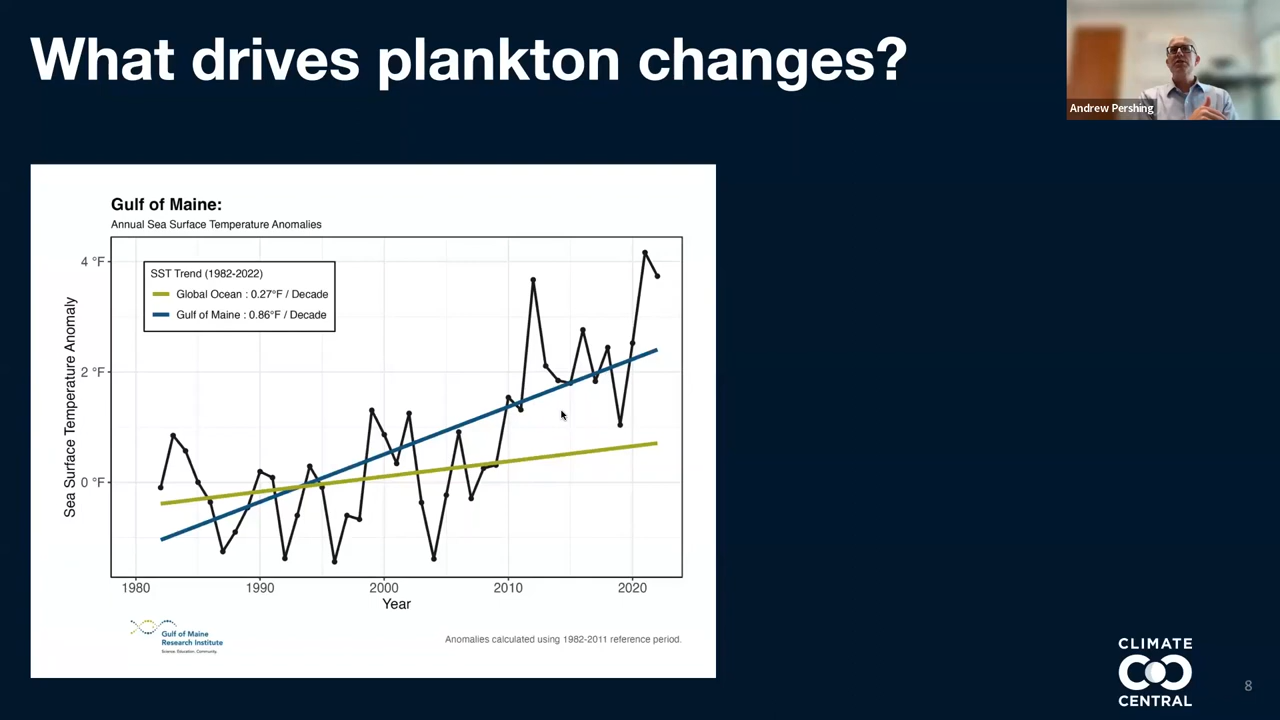 What drives plankton changes?
Andrew Pershing
Gulf of Maine:
Annual Sea Surface Temperature Anomalies
Sea Surface Temperature Anomaly
4 °F
2 °F
0 °F
SST Trend (1982-2022)
Global Ocean : 0.27°F / Decade
Gulf of Maine : 0.86°F / Decade
1980 1990 2000 2010 2020
Year
Gulf of Maine
Research Institute
Science. Education. Community.
Anomalies calculated using 1982-2011 reference period.
CLIMATE
CENTRAL
8